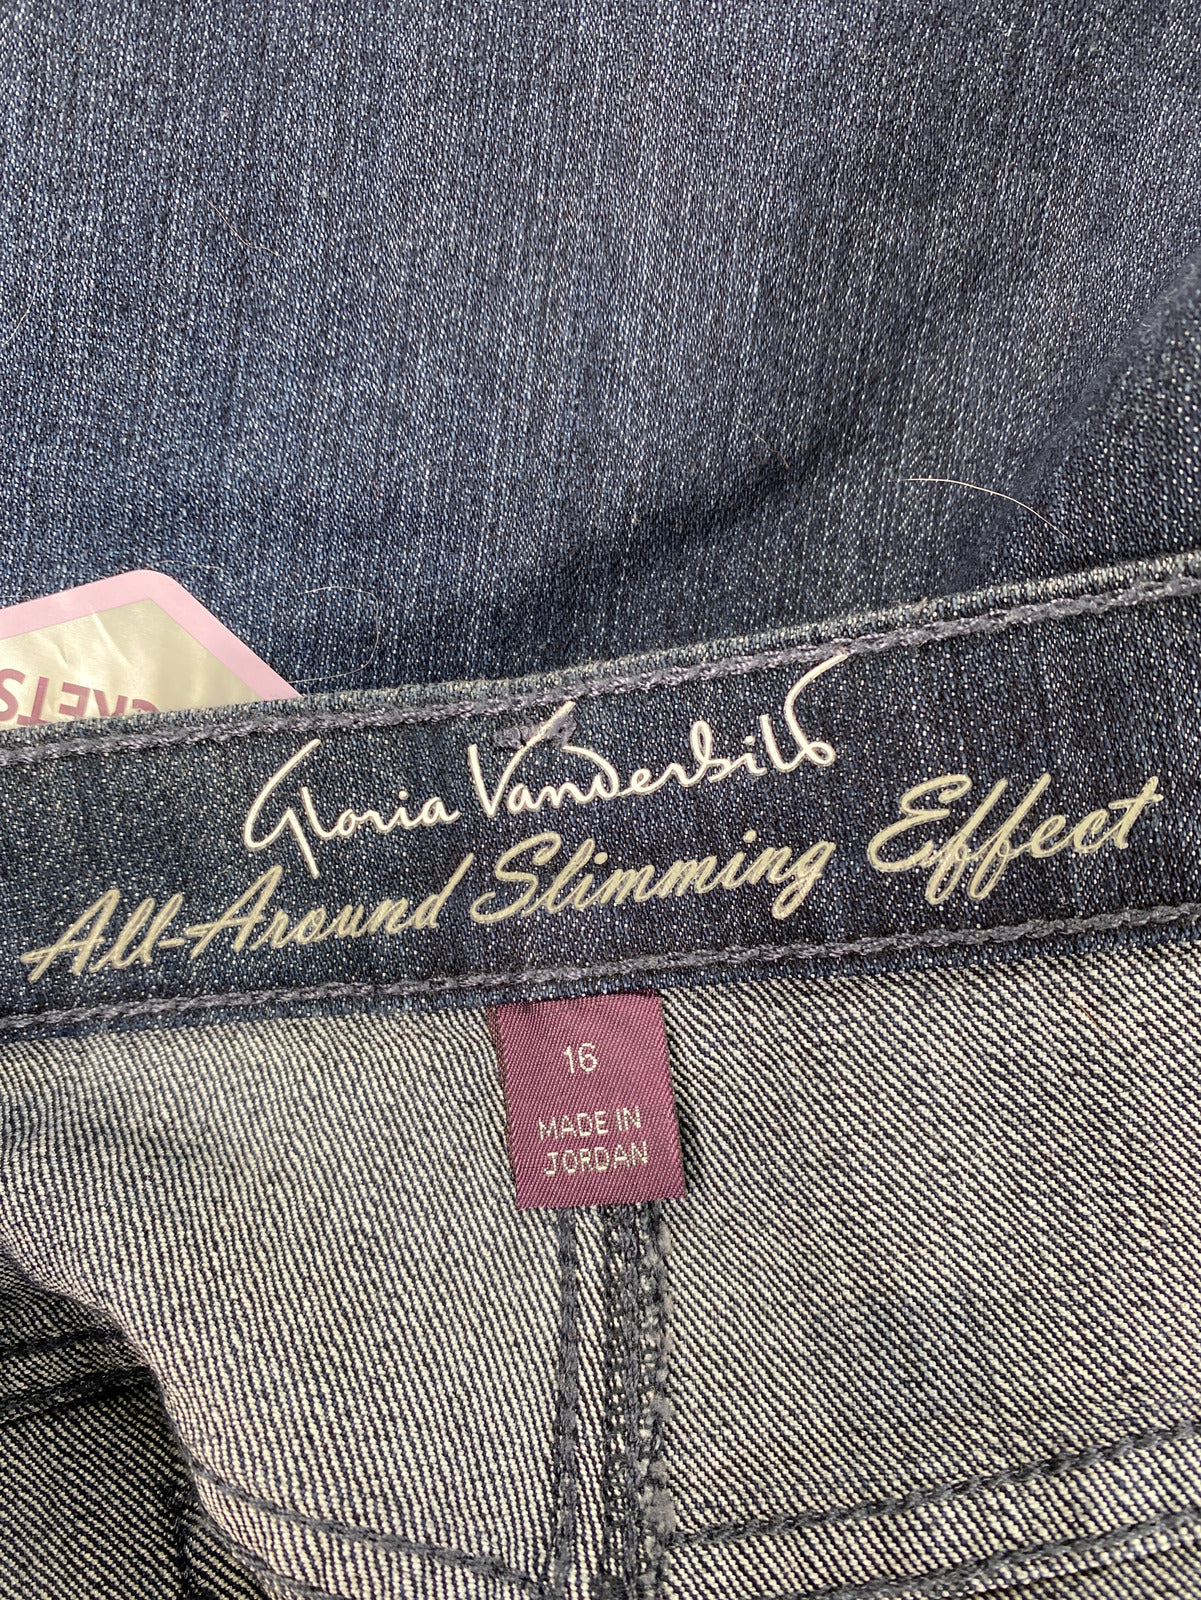 Gloria Vanderbilt
All-Around Slimming Effect
16
MADE IN
JORDAN